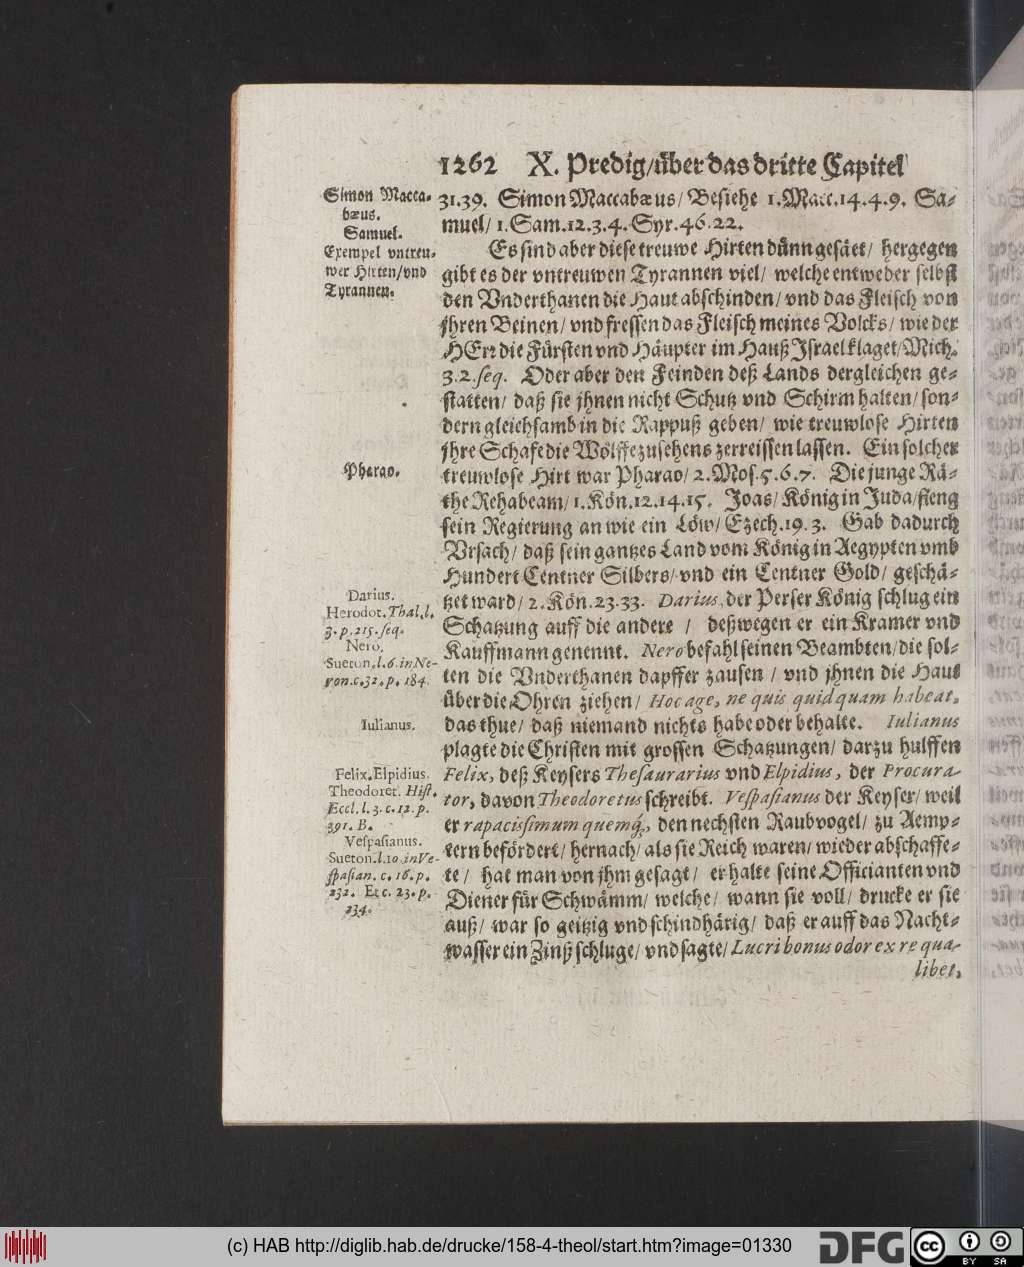 1262 X. Predig/über das dritte Capitel
Simon Macca-
bæus.
Samuel.
Exempel vntreu-
wer Hirten/vnd
Tyrannen.
Pharao.
Darius.
Herodot. Thal.l.
3.p.215.seq.
Nero.
Sueton.l.6.in Ne-
ron.c.32.p.184.
Iulianus.
Felix.Elpidius.
Theodoret. Hist.
Eccl.l.3.c.12.p.
391. B.
Vespasianus.
Sueton.l.10.in Ve-
spasian.c.16.p.
232. Et c.23.p.
234.
31.39. Simon Maccabæus/ Besiehe 1.Macc.14.4.9. Sa-
muel/ 1.Sam.12.3.4. Syr.46.22.
Es sind aber diese treuwe Hirten dünn gesäet/ hergegen
gibt es der vntreuwen Tyrannen viel/ welche entweder selbst
den Vnderthanen die Haut abschinden/ vnd das Fleisch von
jhren Beinen/ vnd fressen das Fleisch meines Volcks/ wie der
HErr die Fürsten vnd Häupter im Hauß Israel klaget/Mich.
3.2.seq. Oder aber den Feinden deß Lands dergleichen ge-
statten/ daß sie jhnen nicht Schutz vnd Schirm halten/ son-
dern gleichsamb in die Rappuß geben/ wie treuwlose Hirten
jhre Schafe die Wölffe zusehens zerreissen lassen. Ein solcher
treuwlose Hirt war Pharao/ 2.Mos.5.6.7. Die junge Rä-
the Rehabeam/ 1.Kön.12.14.15. Joas/ König in Juda/fieng
sein Regierung an wie ein Löw/ Ezech.19.3. Gab dadurch
Vrsach/ daß sein gantzes Land vom König in Aegypten vmb
Hundert Centner Silbers/ vnd ein Centner Gold/ geschä-
tzet ward/ 2.Kön.23.33. Darius, der Perser König schlug ein
Schatzung auff die andere / deßwegen er ein Kramer vnd
Kauffmann genennt. Nero befahl seinen Beambten/die sol-
ten die Vnderthanen dapffer zausen / vnd jhnen die Haut
über die Ohren ziehen/ Hoc age, ne quis quidquam habeat.
das thue/ daß niemand nichts habe oder behalte. Iulianus
plagte die Christen mit grossen Schatzungen/ darzu hulffen
Felix, deß Keysers Thesaurarius vnd Elpidius, der Procura-
tor, davon Theodoretus schreibt. Vespasianus der Keyser/ weil
er rapacissimum quemq́;, den nechsten Raubvogel/ zu Aemp-
tern befördert/ hernach/ als sie Reich waren/ wieder abschaffe-
te/ hat man von jhm gesagt/ er halte seine Officianten vnd
Diener für Schwämm/ welche/ wann sie voll/ drucke er sie
auß/ war so geitzig vnd schindhärig/ daß er auff das Nacht-
wasser ein Zinß schluge/ vnd sagte/ Lucri bonus odor ex re qua-
libet,
(c) HAB http://diglib.hab.de/drucke/158-4-theol/start.htm?image=01330
DFG
cc BY SA